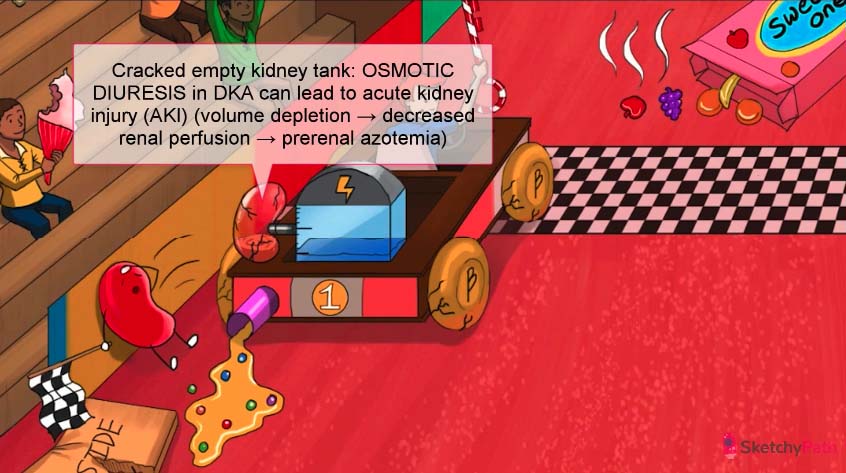 Cracked empty kidney tank: OSMOTIC
DIURESIS in DKA can lead to acute kidney
injury (AKI) (volume depletion → decreased
renal perfusion → prerenal azotemia)
Swee
one
β
β
1
SIDE
SketchyPath